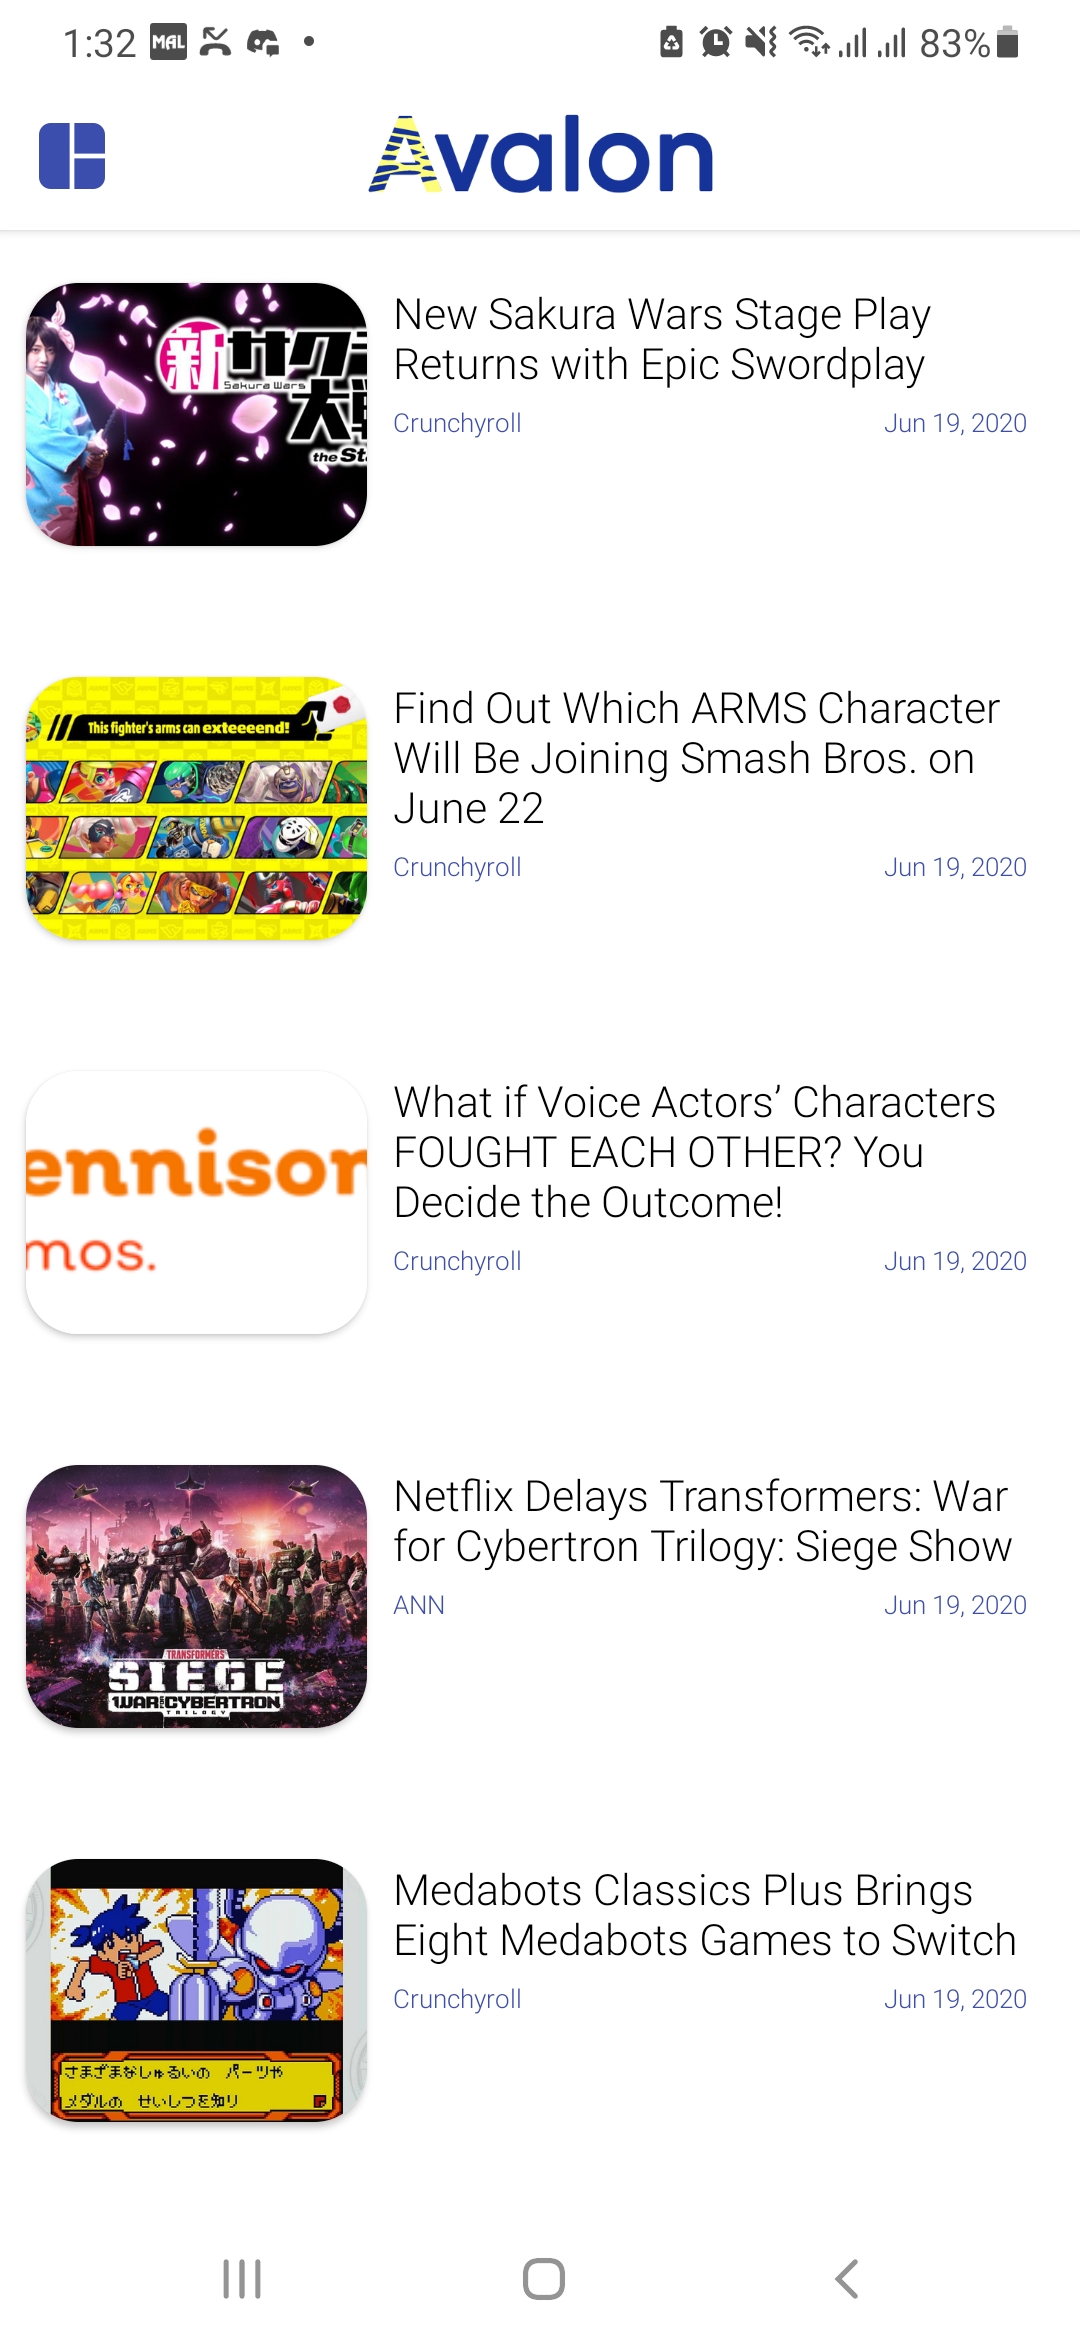 1:32 MAL 83%
Avalon
新サクラ
Sakura Wars
大戦
the St
New Sakura Wars Stage Play
Returns with Epic Swordplay
Crunchyroll Jun 19, 2020
This fighter's arms can exteeeend!
Find Out Which ARMS Character
Will Be Joining Smash Bros. on
June 22
Crunchyroll Jun 19, 2020
ennison
mos.
What if Voice Actors’ Characters
FOUGHT EACH OTHER? You
Decide the Outcome!
Crunchyroll Jun 19, 2020
TRANSFORMERS
SIEGE
WAR FOR CYBERTRON
TRILOGY
Netflix Delays Transformers: War
for Cybertron Trilogy: Siege Show
ANN Jun 19, 2020
さまざまなしゅるいの パーツや
メダルの せいしつを知り
Medabots Classics Plus Brings
Eight Medabots Games to Switch
Crunchyroll Jun 19, 2020